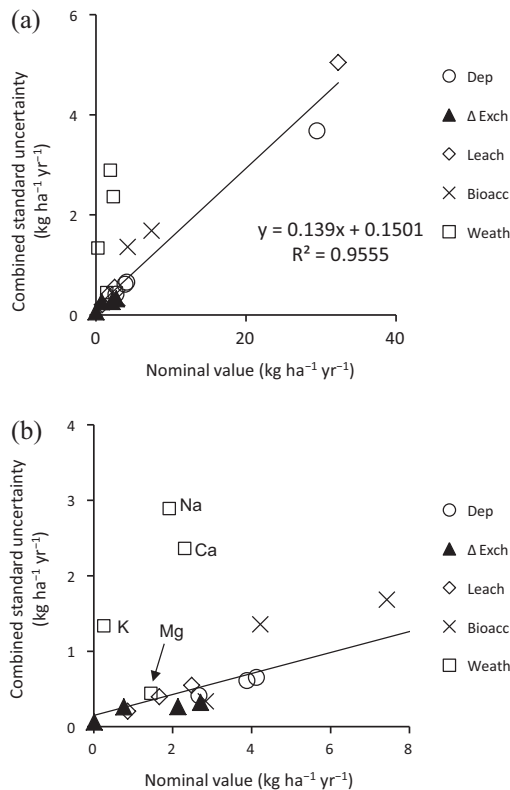 (a)
6
4
2
0
0
20
40
Combined standard uncertainty
(kg ha⁻¹ yr⁻¹)
Nominal value (kg ha⁻¹ yr⁻¹)
y = 0.139x + 0.1501
R² = 0.9555
Dep
Δ Exch
Leach
Bioacc
Weath
(b)
4
3
2
1
0
0
2
4
6
8
Combined standard uncertainty
(kg ha⁻¹ yr⁻¹)
Nominal value (kg ha⁻¹ yr⁻¹)
Na
Ca
K
Mg
Dep
Δ Exch
Leach
Bioacc
Weath